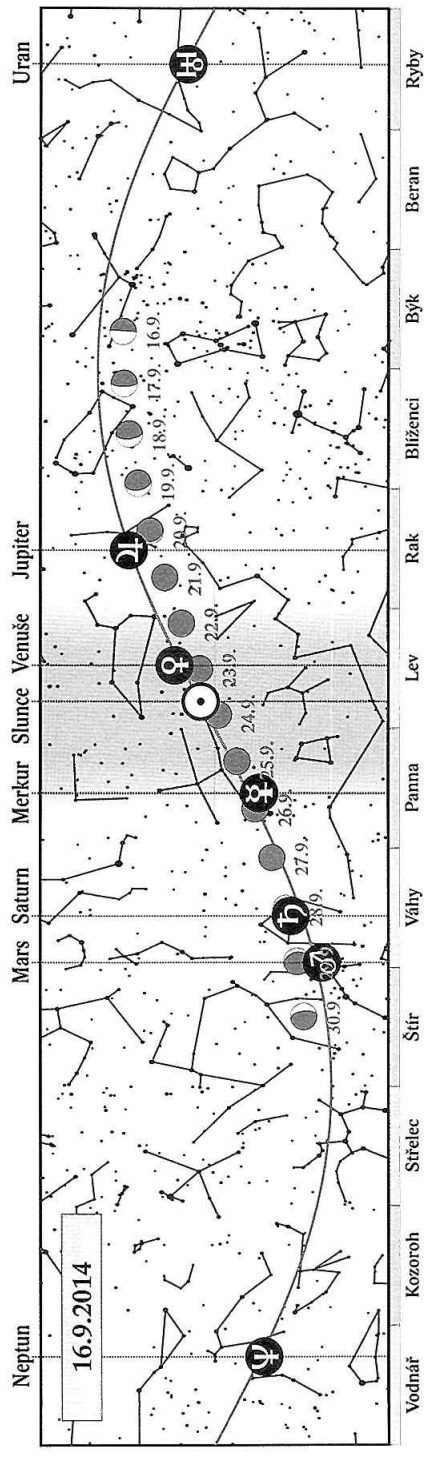 Neptun Mars Saturn Merkur Slunce Venuše Jupiter Uran
16.9.2014
30.9. 28.9. 27.9. 26.9. 25.9. 24.9. 23.9. 22.9. 21.9. 20.9. 19.9. 18.9. 17.9. 16.9.
Vodnář Kozoroh Střelec Štír Váhy Panna Lev Rak Blíženci Býk Beran Ryby